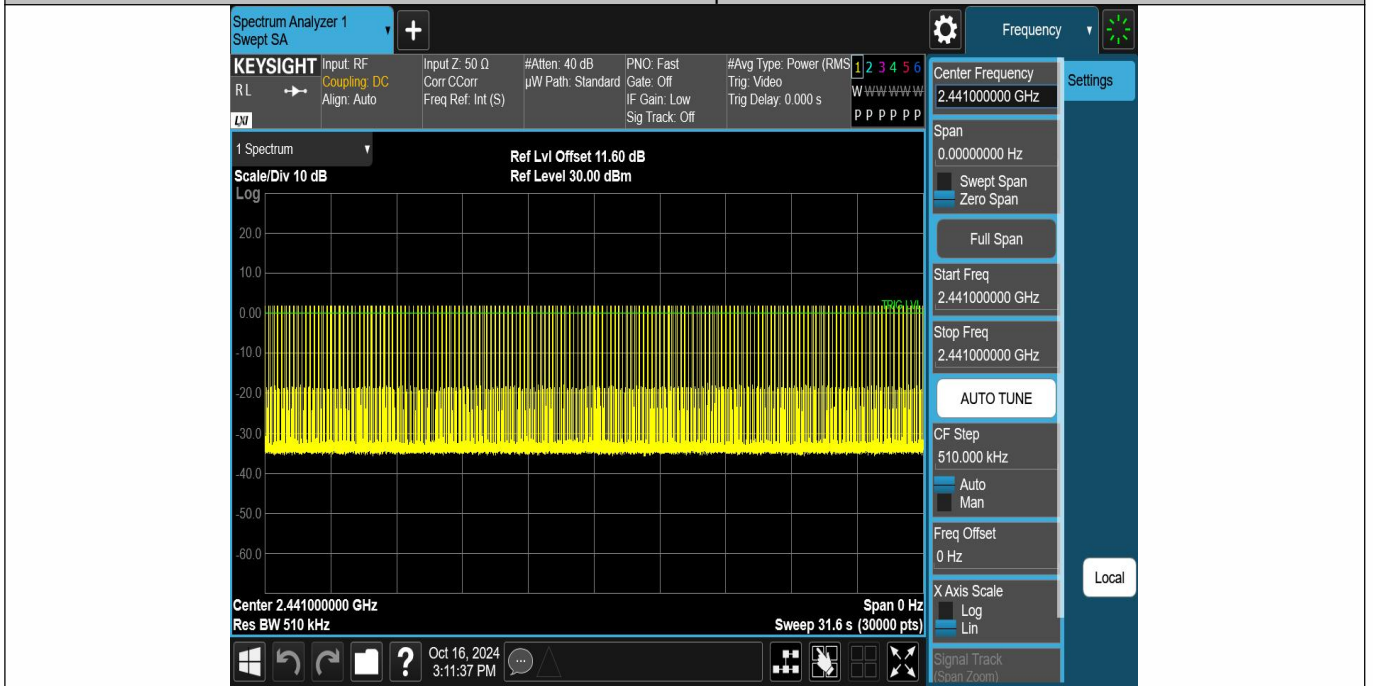 Spectrum Analyzer 1
Swept SA
+
Frequency
KEYSIGHT
RL
LXI
Input: RF
Coupling: DC
Align: Auto
Input Z: 50 Ω
Corr CCorr
Freq Ref: Int (S)
#Atten: 40 dB
µW Path: Standard
PNO: Fast
Gate: Off
IF Gain: Low
Sig Track: Off
#Avg Type: Power (RMS
Trig: Video
Trig Delay: 0.000 s
1 2 3 4 5 6
W W W W W W
P P P P P P
Center Frequency
2.441000000 GHz
Settings
Span
0.00000000 Hz
Swept Span
Zero Span
Full Span
Start Freq
2.441000000 GHz
Stop Freq
2.441000000 GHz
AUTO TUNE
CF Step
510.000 kHz
Auto
Man
Freq Offset
0 Hz
X Axis Scale
Log
Lin
Signal Track
(Span Zoom)
Local
1 Spectrum
Scale/Div 10 dB
Ref Lvl Offset 11.60 dB
Ref Level 30.00 dBm
Log
20.0
10.0
0.00
TRIG LVL
-10.0
-20.0
-30.0
-40.0
-50.0
-60.0
Center 2.441000000 GHz
Span 0 Hz
Res BW 510 kHz
Sweep 31.6 s (30000 pts)
?
Oct 16, 2024
3:11:37 PM